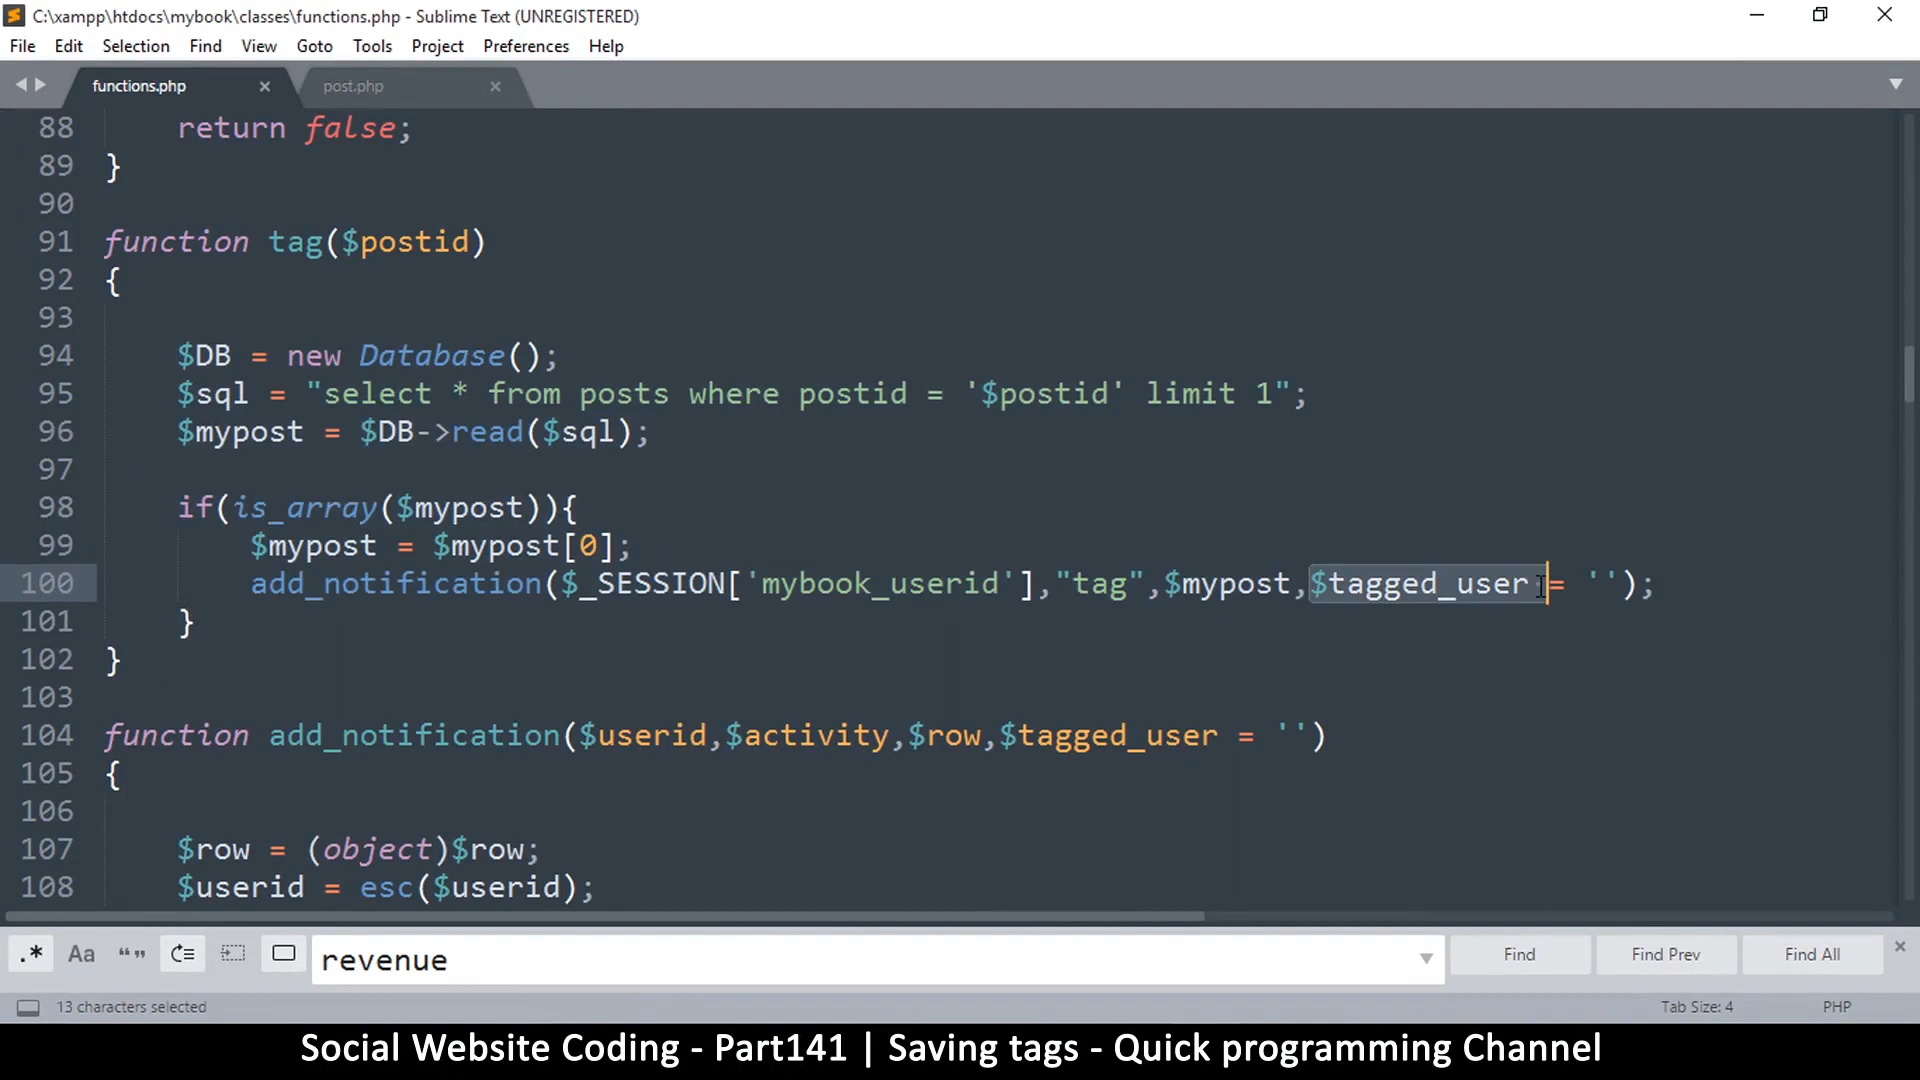 C:\xampp\htdocs\mybook\classes\functions.php - Sublime Text (UNREGISTERED)
File Edit Selection Find View Goto Tools Project Preferences Help
functions.php post.php
88 return false;
89 }
90
91 function tag($postid)
92 {
93
94 $DB = new Database();
95 $sql = "select * from posts where postid = '$postid' limit 1";
96 $mypost = $DB->read($sql);
97
98 if(is_array($mypost)){
99 $mypost = $mypost[0];
100 add_notification($_SESSION['mybook_userid'],"tag",$mypost,$tagged_user = '');
101 }
102 }
103
104 function add_notification($userid,$activity,$row,$tagged_user = '')
105 {
106
107 $row = (object)$row;
108 $userid = esc($userid);
.* Aa “” revenue Find Find Prev Find All
13 characters selected Tab Size: 4 PHP
Social Website Coding - Part141 | Saving tags - Quick programming Channel